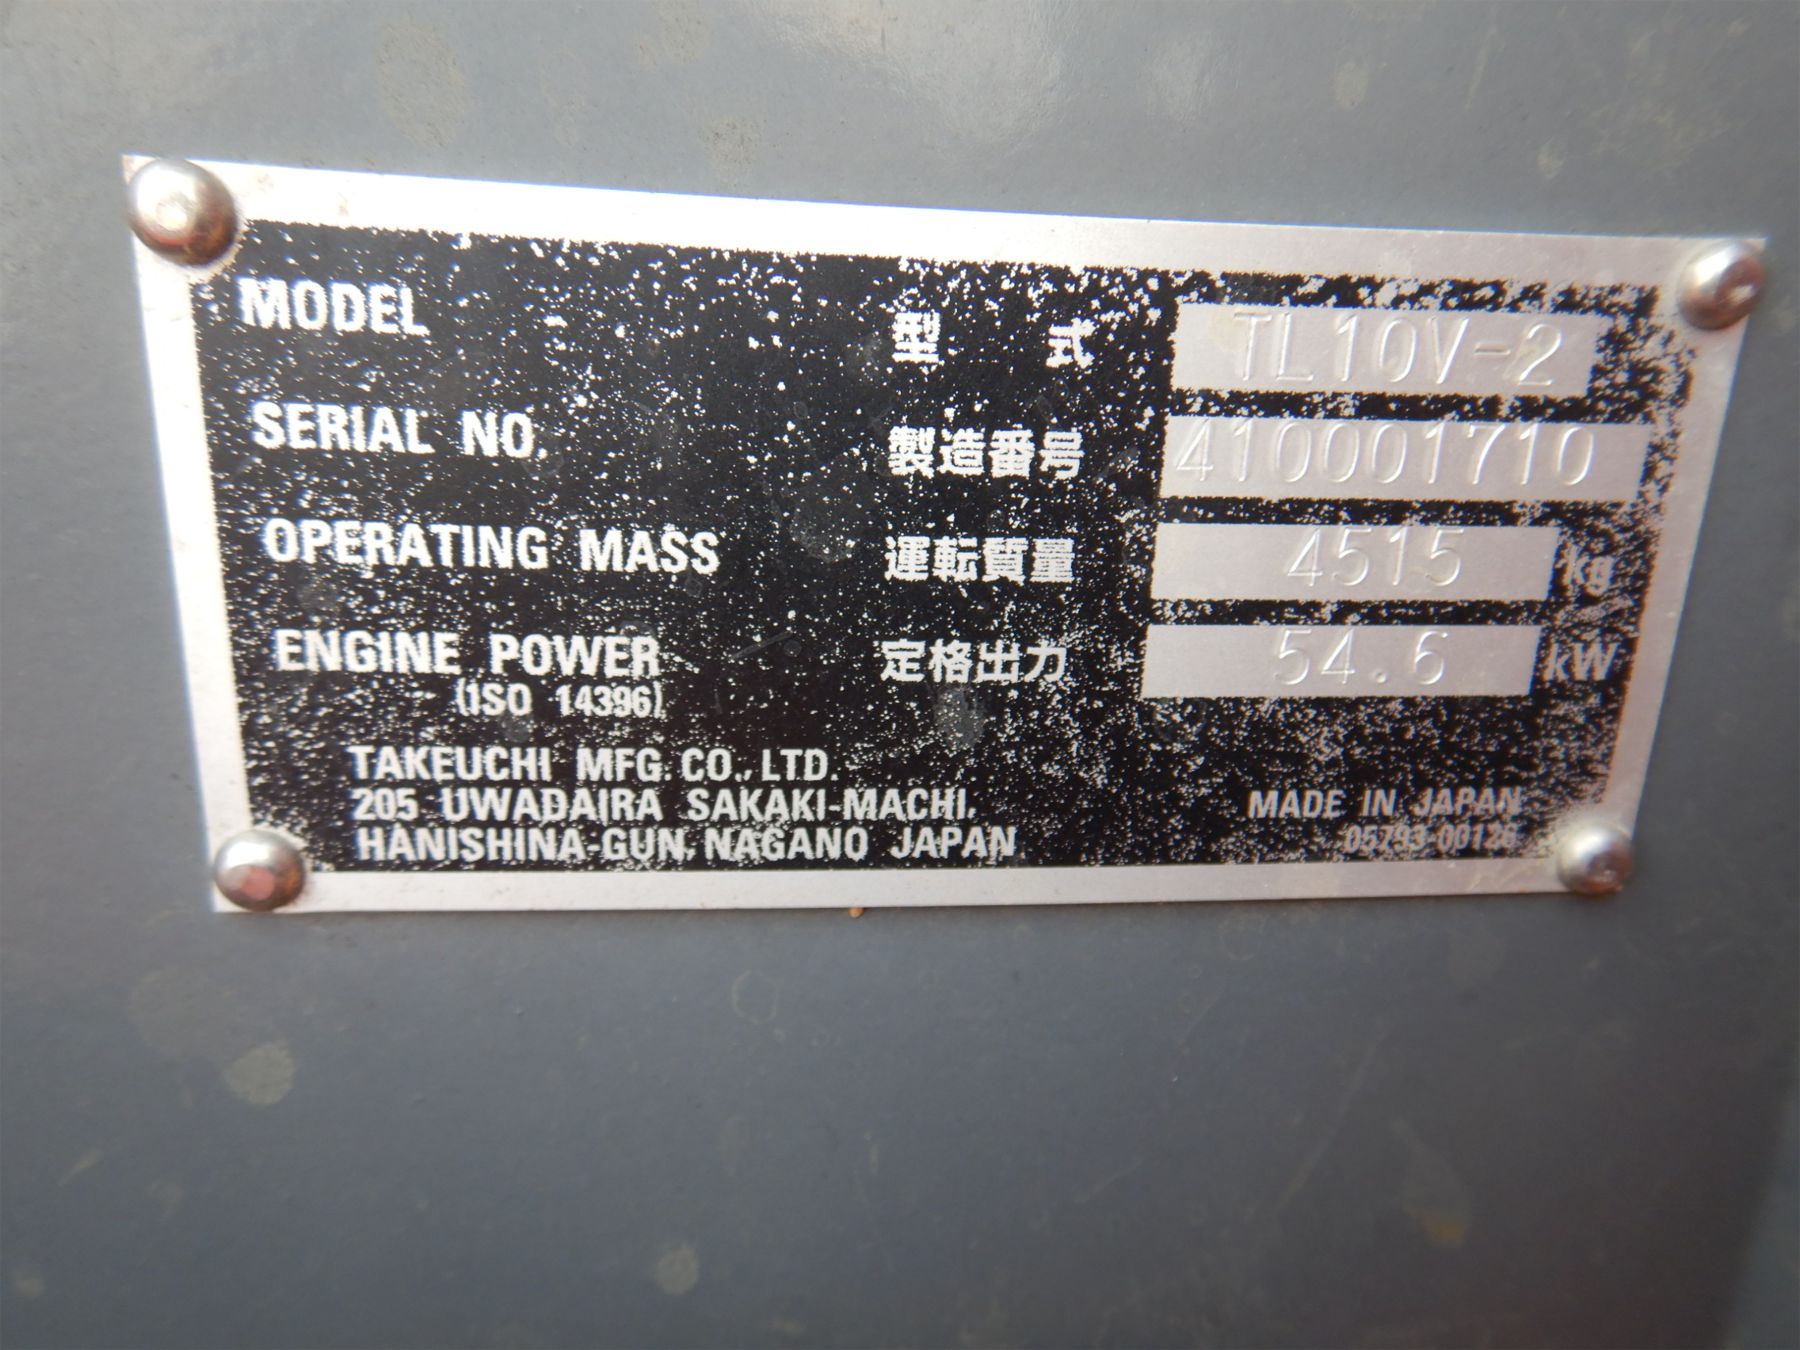 MODEL 型 式 TL10V-2
SERIAL NO. 製造番号 410001710
OPERATING MASS 運転質量 4515 kg
ENGINE POWER 定格出力 54.6 kW
(ISO 14396)
TAKEUCHI MFG. CO., LTD.
205 UWADAIRA SAKAKI-MACHI,
HANISHINA-GUN, NAGANO JAPAN
MADE IN JAPAN
05793-00126